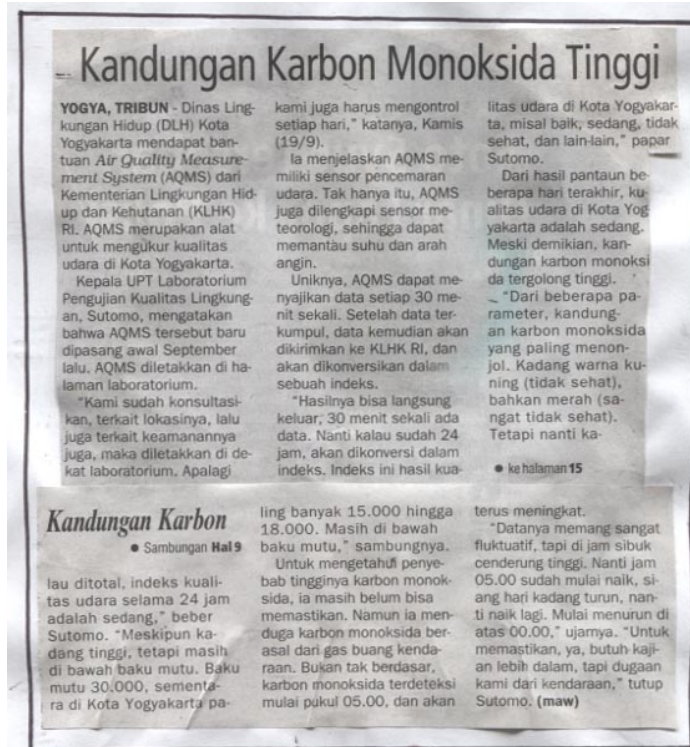 Kandungan Karbon Monoksida Tinggi
YOGYA, TRIBUN - Dinas Ling-
kungan Hidup (DLH) Kota
Yogyakarta mendapat ban-
tuan Air Quality Measure-
ment System (AQMS) dari
Kementerian Lingkungan Hid-
up dan Kehutanan (KLHK)
RI. AQMS merupakan alat
untuk mengukur kualitas
udara di Kota Yogyakarta.
Kepala UPT Laboratorium
Pengujian Kualitas Lingkung-
an, Sutomo, mengatakan
bahwa AQMS tersebut baru
dipasang awal September
lalu. AQMS diletakkan di ha-
laman laboratorium.
"Kami sudah konsultasi-
kan, terkait lokasinya, lalu
juga terkait keamanannya
juga, maka diletakkan di de-
kat laboratorium. Apalagi
kami juga harus mengontrol
setiap hari," katanya, Kamis
(19/9).
Ia menjelaskan AQMS me-
miliki sensor pencemaran
udara. Tak hanya itu, AQMS
juga dilengkapi sensor me-
teorologi, sehingga dapat
memantau suhu dan arah
angin.
Uniknya, AQMS dapat me-
nyajikan data setiap 30 me-
nit sekali. Setelah data ter-
kumpul, data kemudian akan
dikirimkan ke KLHK RI, dan
akan dikonversikan dalam
sebuah indeks.
"Hasilnya bisa langsung
keluar, 30 menit sekali ada
data. Nanti kalau sudah 24
jam, akan dikonversi dalam
indeks. Indeks ini hasil kua-
litas udara di Kota Yogyakar-
ta, misal baik, sedang, tidak
sehat, dan lain-lain," papar
Sutomo.
Dari hasil pantaun be-
berapa hari terakhir, ku-
alitas udara di Kota Yog
yakarta adalah sedang.
Meski demikian, kan-
dungan karbon monoksi
da tergolong tinggi.
"Dari beberapa pa-
rameter, kandung-
an karbon monoksida
yang paling menon-
jol. Kadang warna ku-
ning (tidak sehat),
bahkan merah (sa-
ngat tidak sehat).
Tetapi nanti ka-
● ke halaman 15
Kandungan Karbon
● Sambungan Hal 9
lau ditotal, indeks kuali-
tas udara selama 24 jam
adalah sedang," beber
Sutomo. "Meskipun ka-
dang tinggi, tetapi masih
di bawah baku mutu. Baku
mutu 30.000, sementa-
ra di Kota Yogyakarta pa-
ling banyak 15.000 hingga
18.000. Masih di bawah
baku mutu," sambungnya.
Untuk mengetahui penye-
bab tingginya karbon monok-
sida, ia masih belum bisa
memastikan. Namun ia men-
duga karbon monoksida ber-
asal dari gas buang kenda-
raan. Bukan tak berdasar,
karbon monoksida terdeteksi
mulai pukul 05.00, dan akan
terus meningkat.
"Datanya memang sangat
fluktuatif, tapi di jam sibuk
cenderung tinggi. Nanti jam
05.00 sudah mulai naik, si-
ang hari kadang turun, nan-
ti naik lagi. Mulai menurun di
atas 00.00," ujarnya. "Untuk
memastikan, ya, butuh kaji-
an lebih dalam, tapi dugaan
kami dari kendaraan," tutup
Sutomo. (maw)